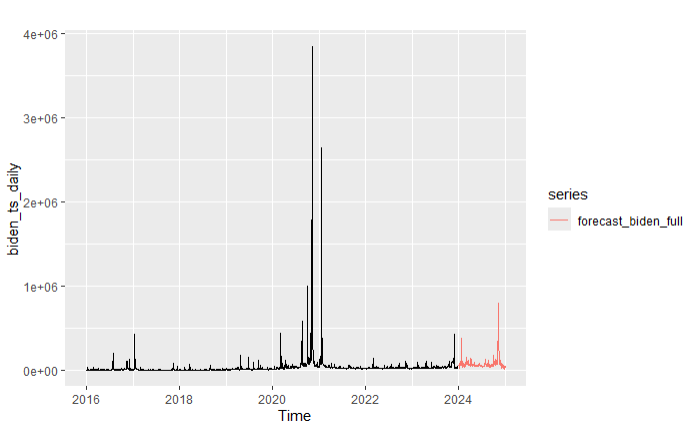 4e+06
3e+06
2e+06
1e+06
0e+00
biden_ts_daily
2016
2018
2020
2022
2024
Time
series
forecast_biden_full